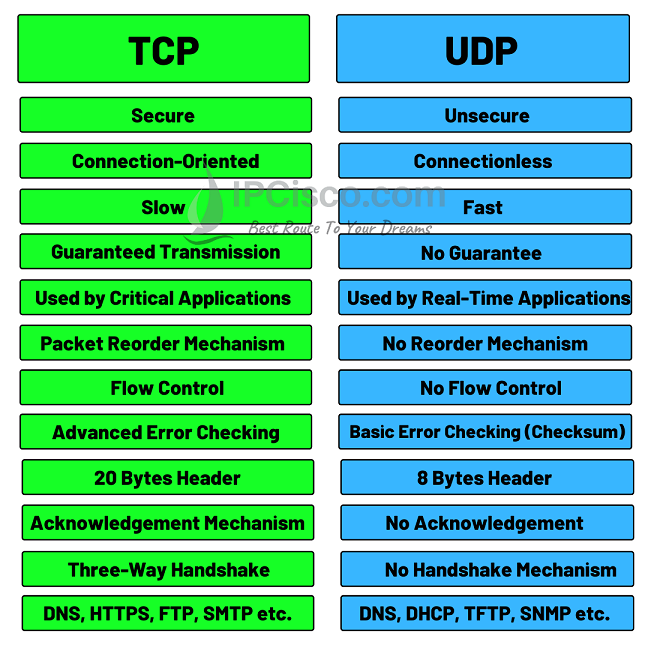 TCP UDP
Secure Unsecure
Connection-Oriented Connectionless
IPCisco.com
Slow Fast
Best Route To Your Dreams
Guaranteed Transmission No Guarantee
Used by Critical Applications Used by Real-Time Applications
Packet Reorder Mechanism No Reorder Mechanism
Flow Control No Flow Control
Advanced Error Checking Basic Error Checking (Checksum)
20 Bytes Header 8 Bytes Header
Acknowledgement Mechanism No Acknowledgement
Three-Way Handshake No Handshake Mechanism
DNS, HTTPS, FTP, SMTP etc. DNS, DHCP, TFTP, SNMP etc.